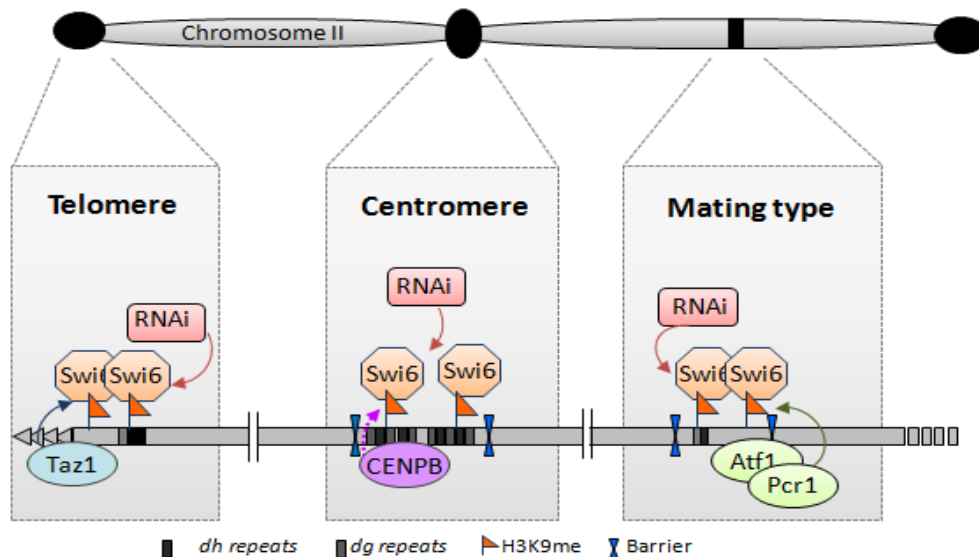 Chromosome II
Telomere
Centromere
Mating type
RNAi
RNAi
RNAi
Swi6
Swi6
Swi6
Swi6
Swi6
Swi6
Taz1
CENPB
Atf1
Pcr1
dh repeats
dg repeats
H3K9me
Barrier